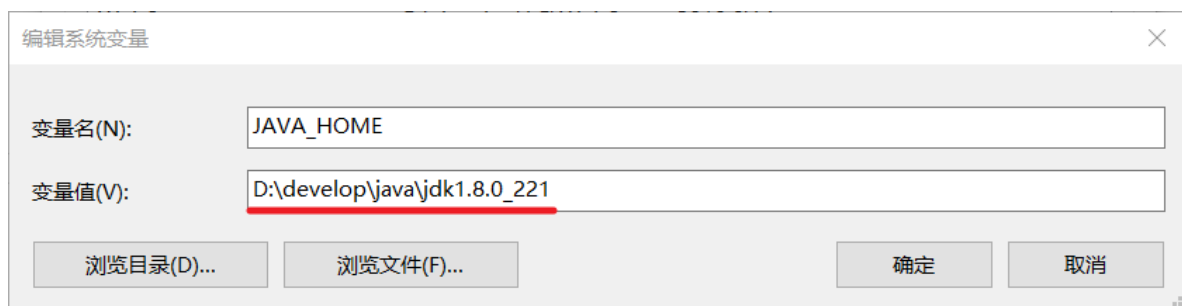 编辑系统变量
变量名(N):
JAVA_HOME
变量值(V):
D:\develop\java\jdk1.8.0_221
浏览目录(D)...
浏览文件(F)...
确定
取消